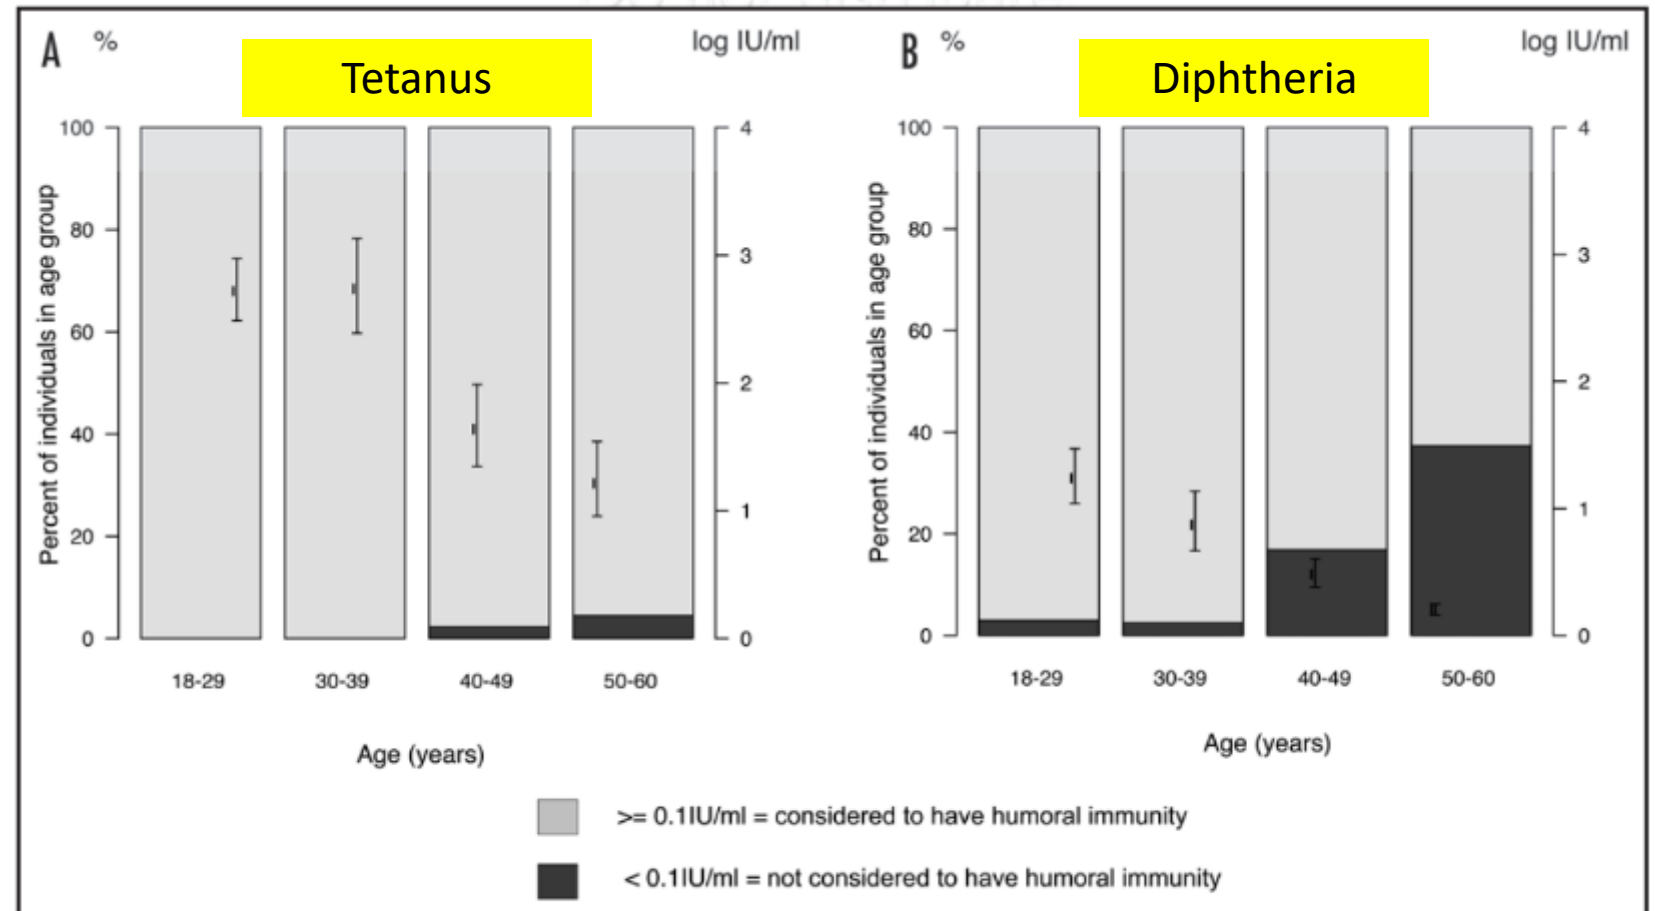 A % log IU/ml
Tetanus
100 4
80
3
60
2
40
1
20
0 0
Percent of individuals in age group
18-29 30-39 40-49 50-60
Age (years)
B % log IU/ml
Diphtheria
100 4
80
3
60
2
40
1
20
0 0
Percent of individuals in age group
18-29 30-39 40-49 50-60
Age (years)
>= 0.1IU/ml = considered to have humoral immunity
< 0.1IU/ml = not considered to have humoral immunity